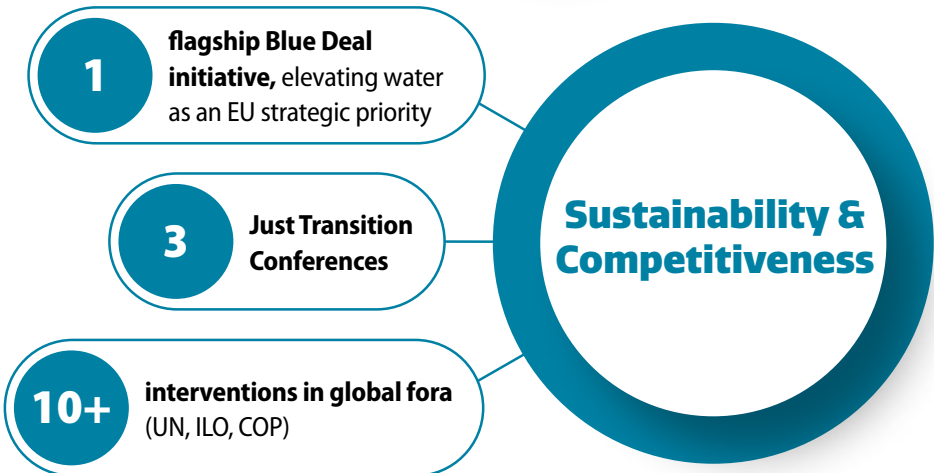 1
flagship Blue Deal
initiative, elevating water
as an EU strategic priority
3
Just Transition
Conferences
10+
interventions in global fora
(UN, ILO, COP)
Sustainability &
Competitiveness